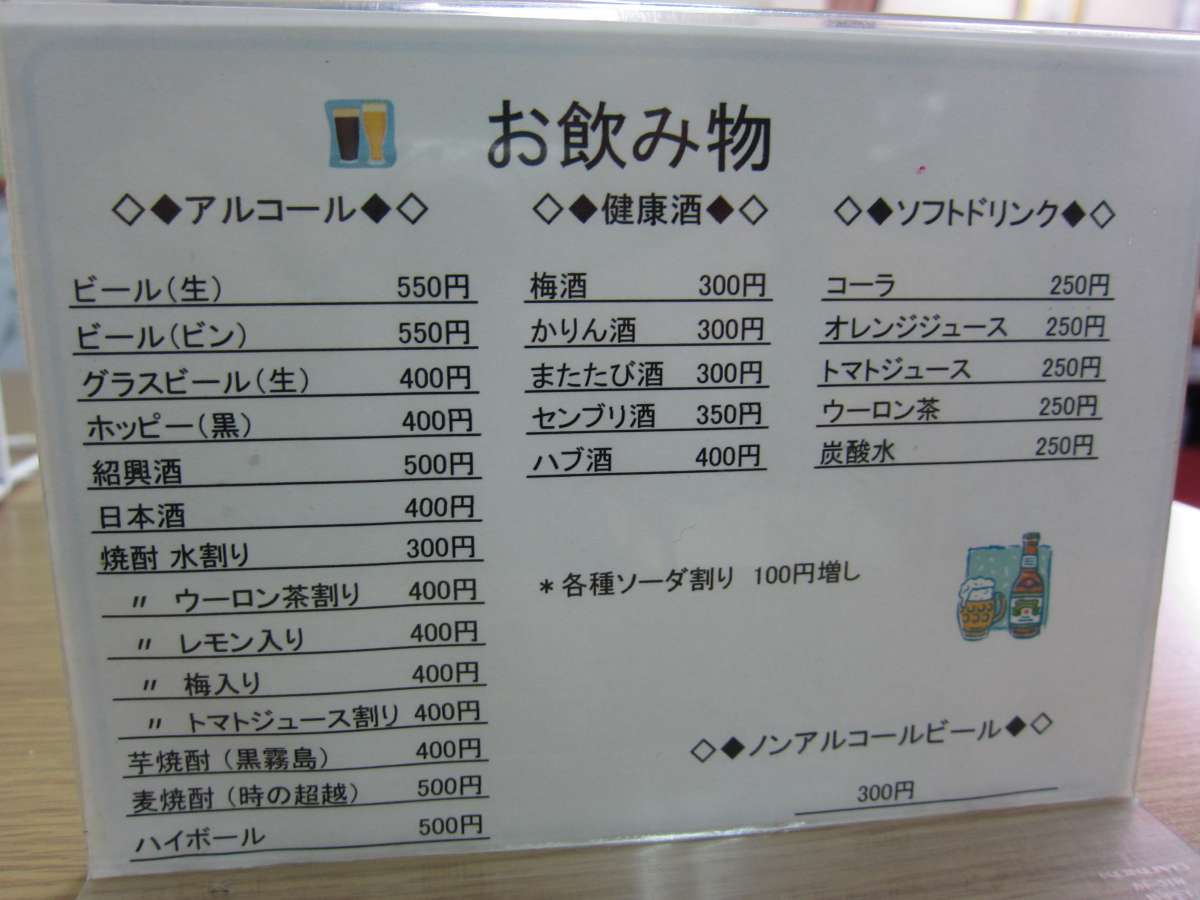 お飲み物
◇◆アルコール◆◇
ビール(生) 550円
ビール(ビン) 550円
グラスビール(生) 400円
ホッピー(黒) 400円
紹興酒 500円
日本酒 400円
焼酎 水割り 300円
〃 ウーロン茶割り 400円
〃 レモン入り 400円
〃 梅入り 400円
〃 トマトジュース割り 400円
芋焼酎(黒霧島) 400円
麦焼酎(時の超越) 500円
ハイボール 500円
◇◆健康酒◆◇
梅酒 300円
かりん酒 300円
またたび酒 300円
センブリ酒 350円
ハブ酒 400円
*各種ソーダ割り 100円増し
◇◆ソフトドリンク◆◇
コーラ 250円
オレンジジュース 250円
トマトジュース 250円
ウーロン茶 250円
炭酸水 250円
◇◆ノンアルコールビール◆◇
300円